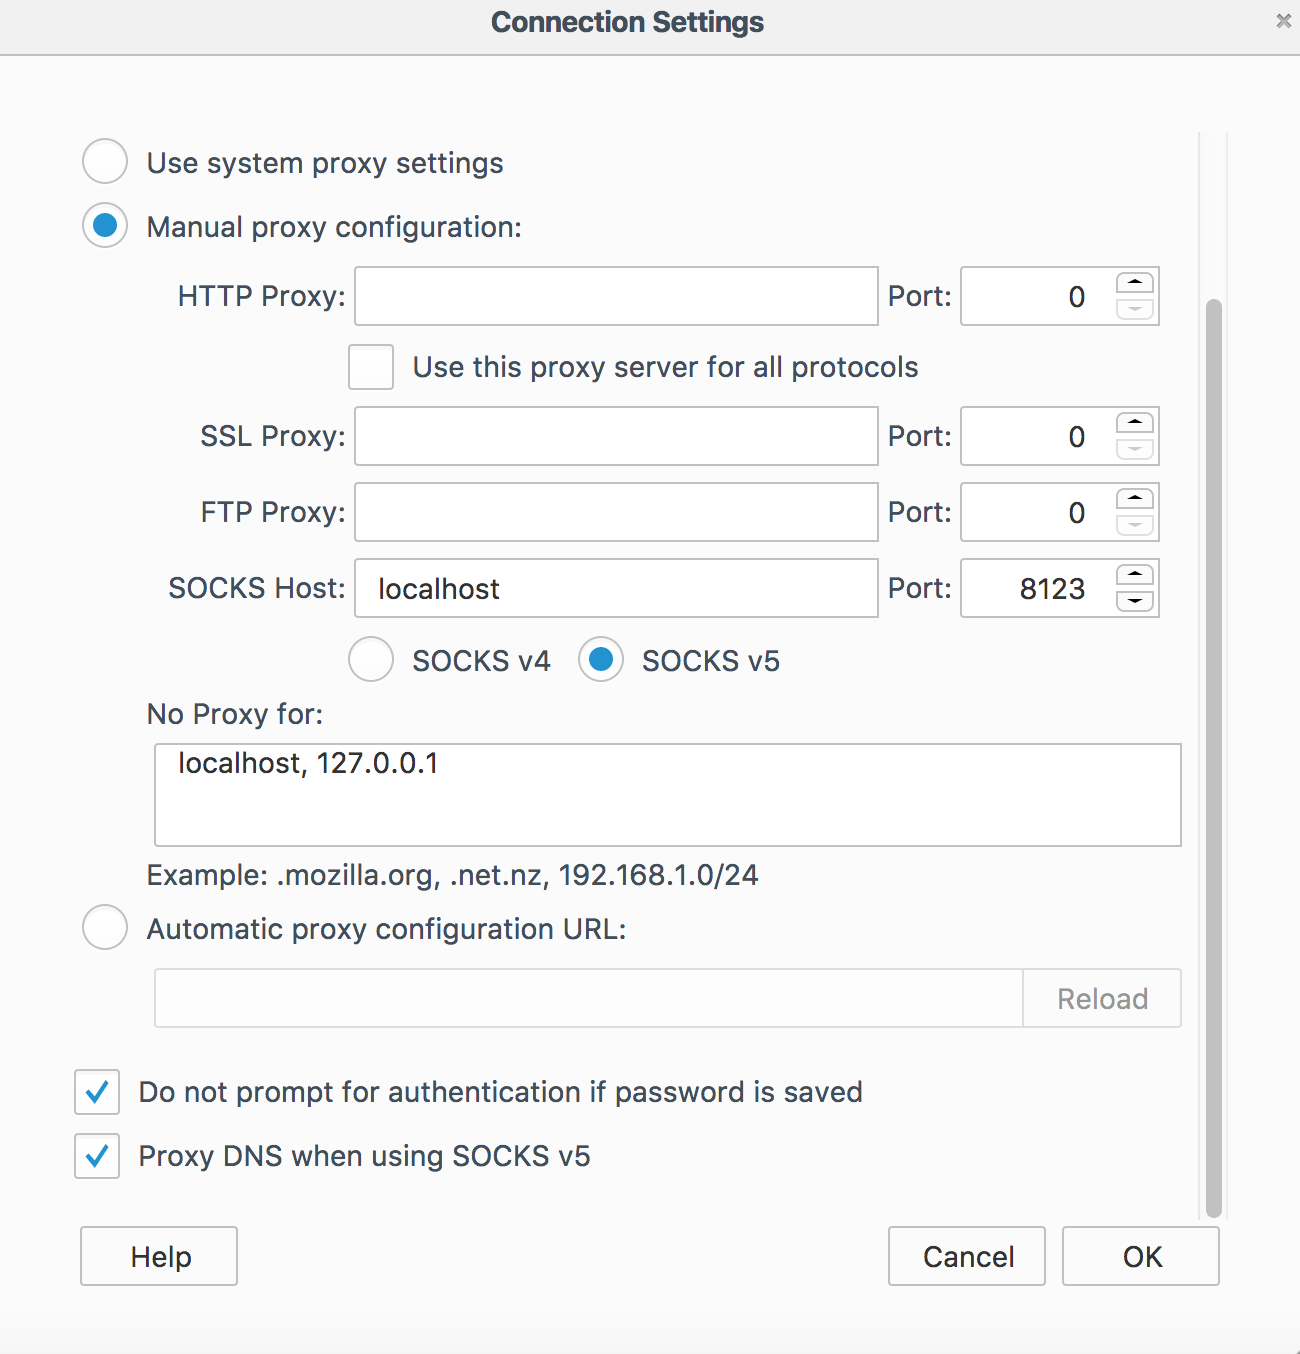 Connection Settings
Use system proxy settings
Manual proxy configuration:
HTTP Proxy: Port: 0
Use this proxy server for all protocols
SSL Proxy: Port: 0
FTP Proxy: Port: 0
SOCKS Host: localhost Port: 8123
SOCKS v4 SOCKS v5
No Proxy for:
localhost, 127.0.0.1
Example: .mozilla.org, .net.nz, 192.168.1.0/24
Automatic proxy configuration URL:
Reload
Do not prompt for authentication if password is saved
Proxy DNS when using SOCKS v5
Help Cancel OK